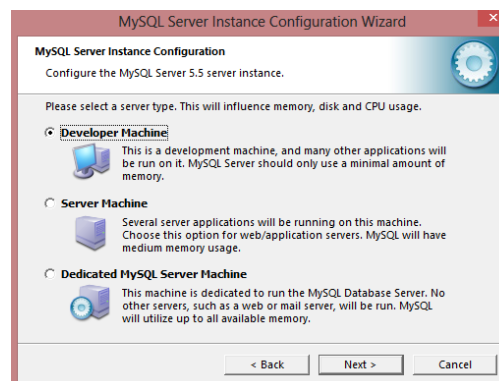 MySQL Server Instance Configuration Wizard
MySQL Server Instance Configuration
Configure the MySQL Server 5.5 server instance.
Please select a server type. This will influence memory, disk and CPU usage.
Developer Machine
This is a development machine, and many other applications will
be run on it. MySQL Server should only use a minimal amount of
memory.
Server Machine
Several server applications will be running on this machine.
Choose this option for web/application servers. MySQL will have
medium memory usage.
Dedicated MySQL Server Machine
This machine is dedicated to run the MySQL Database Server. No
other servers, such as a web or mail server, will be run. MySQL
will utilize up to all available memory.
< Back Next > Cancel